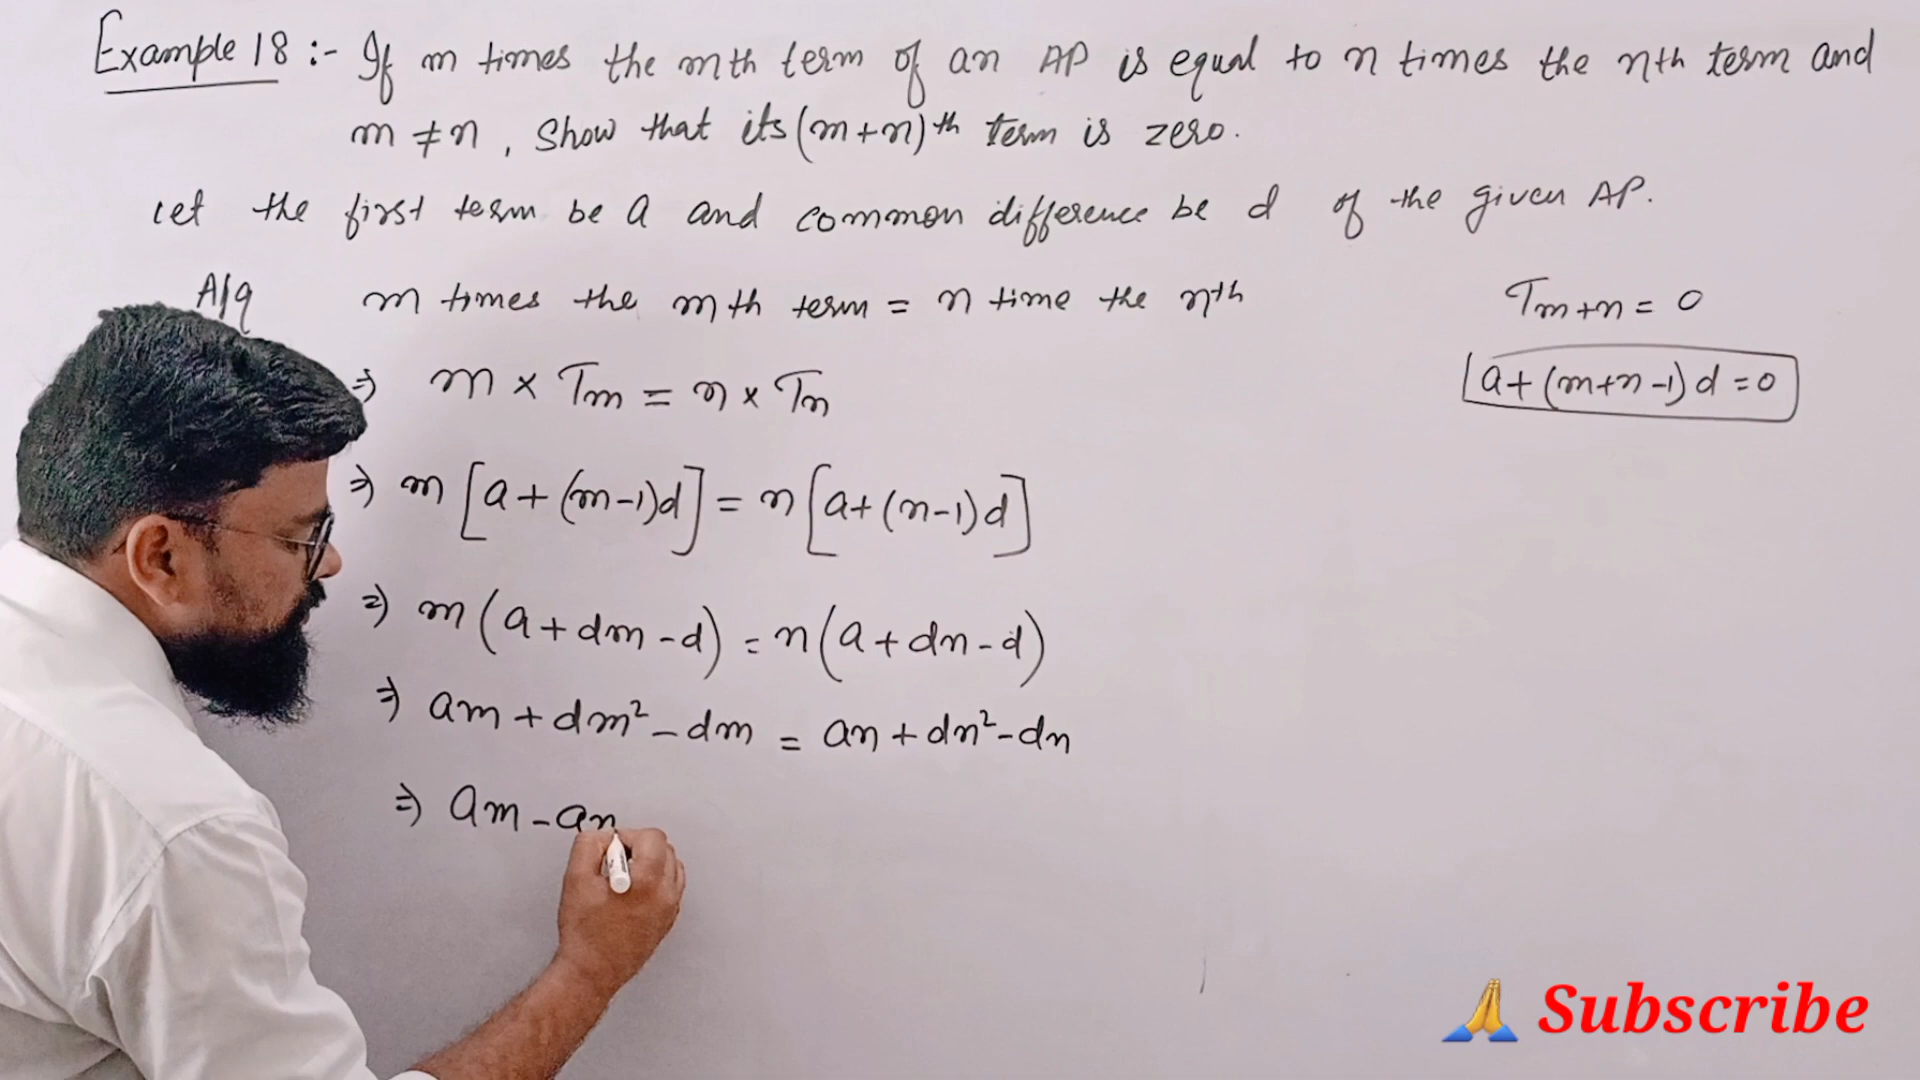 Example 18 :- If m times the mth term of an AP is equal to n times the nth term and
m ≠ n, Show that its (m+n)th term is zero.
Let the first term be a and common difference be d of the given AP.
A/q m times the mth term = n time the nth
⇒ m × Tm = n × Tn
⇒ m[a + (m-1)d] = n[a + (n-1)d]
⇒ m(a + dm - d) = n(a + dn - d)
⇒ am + dm² - dm = an + dn² - dn
⇒ am - an
Tm+n = 0
a + (m+n-1)d = 0
🙏 Subscribe